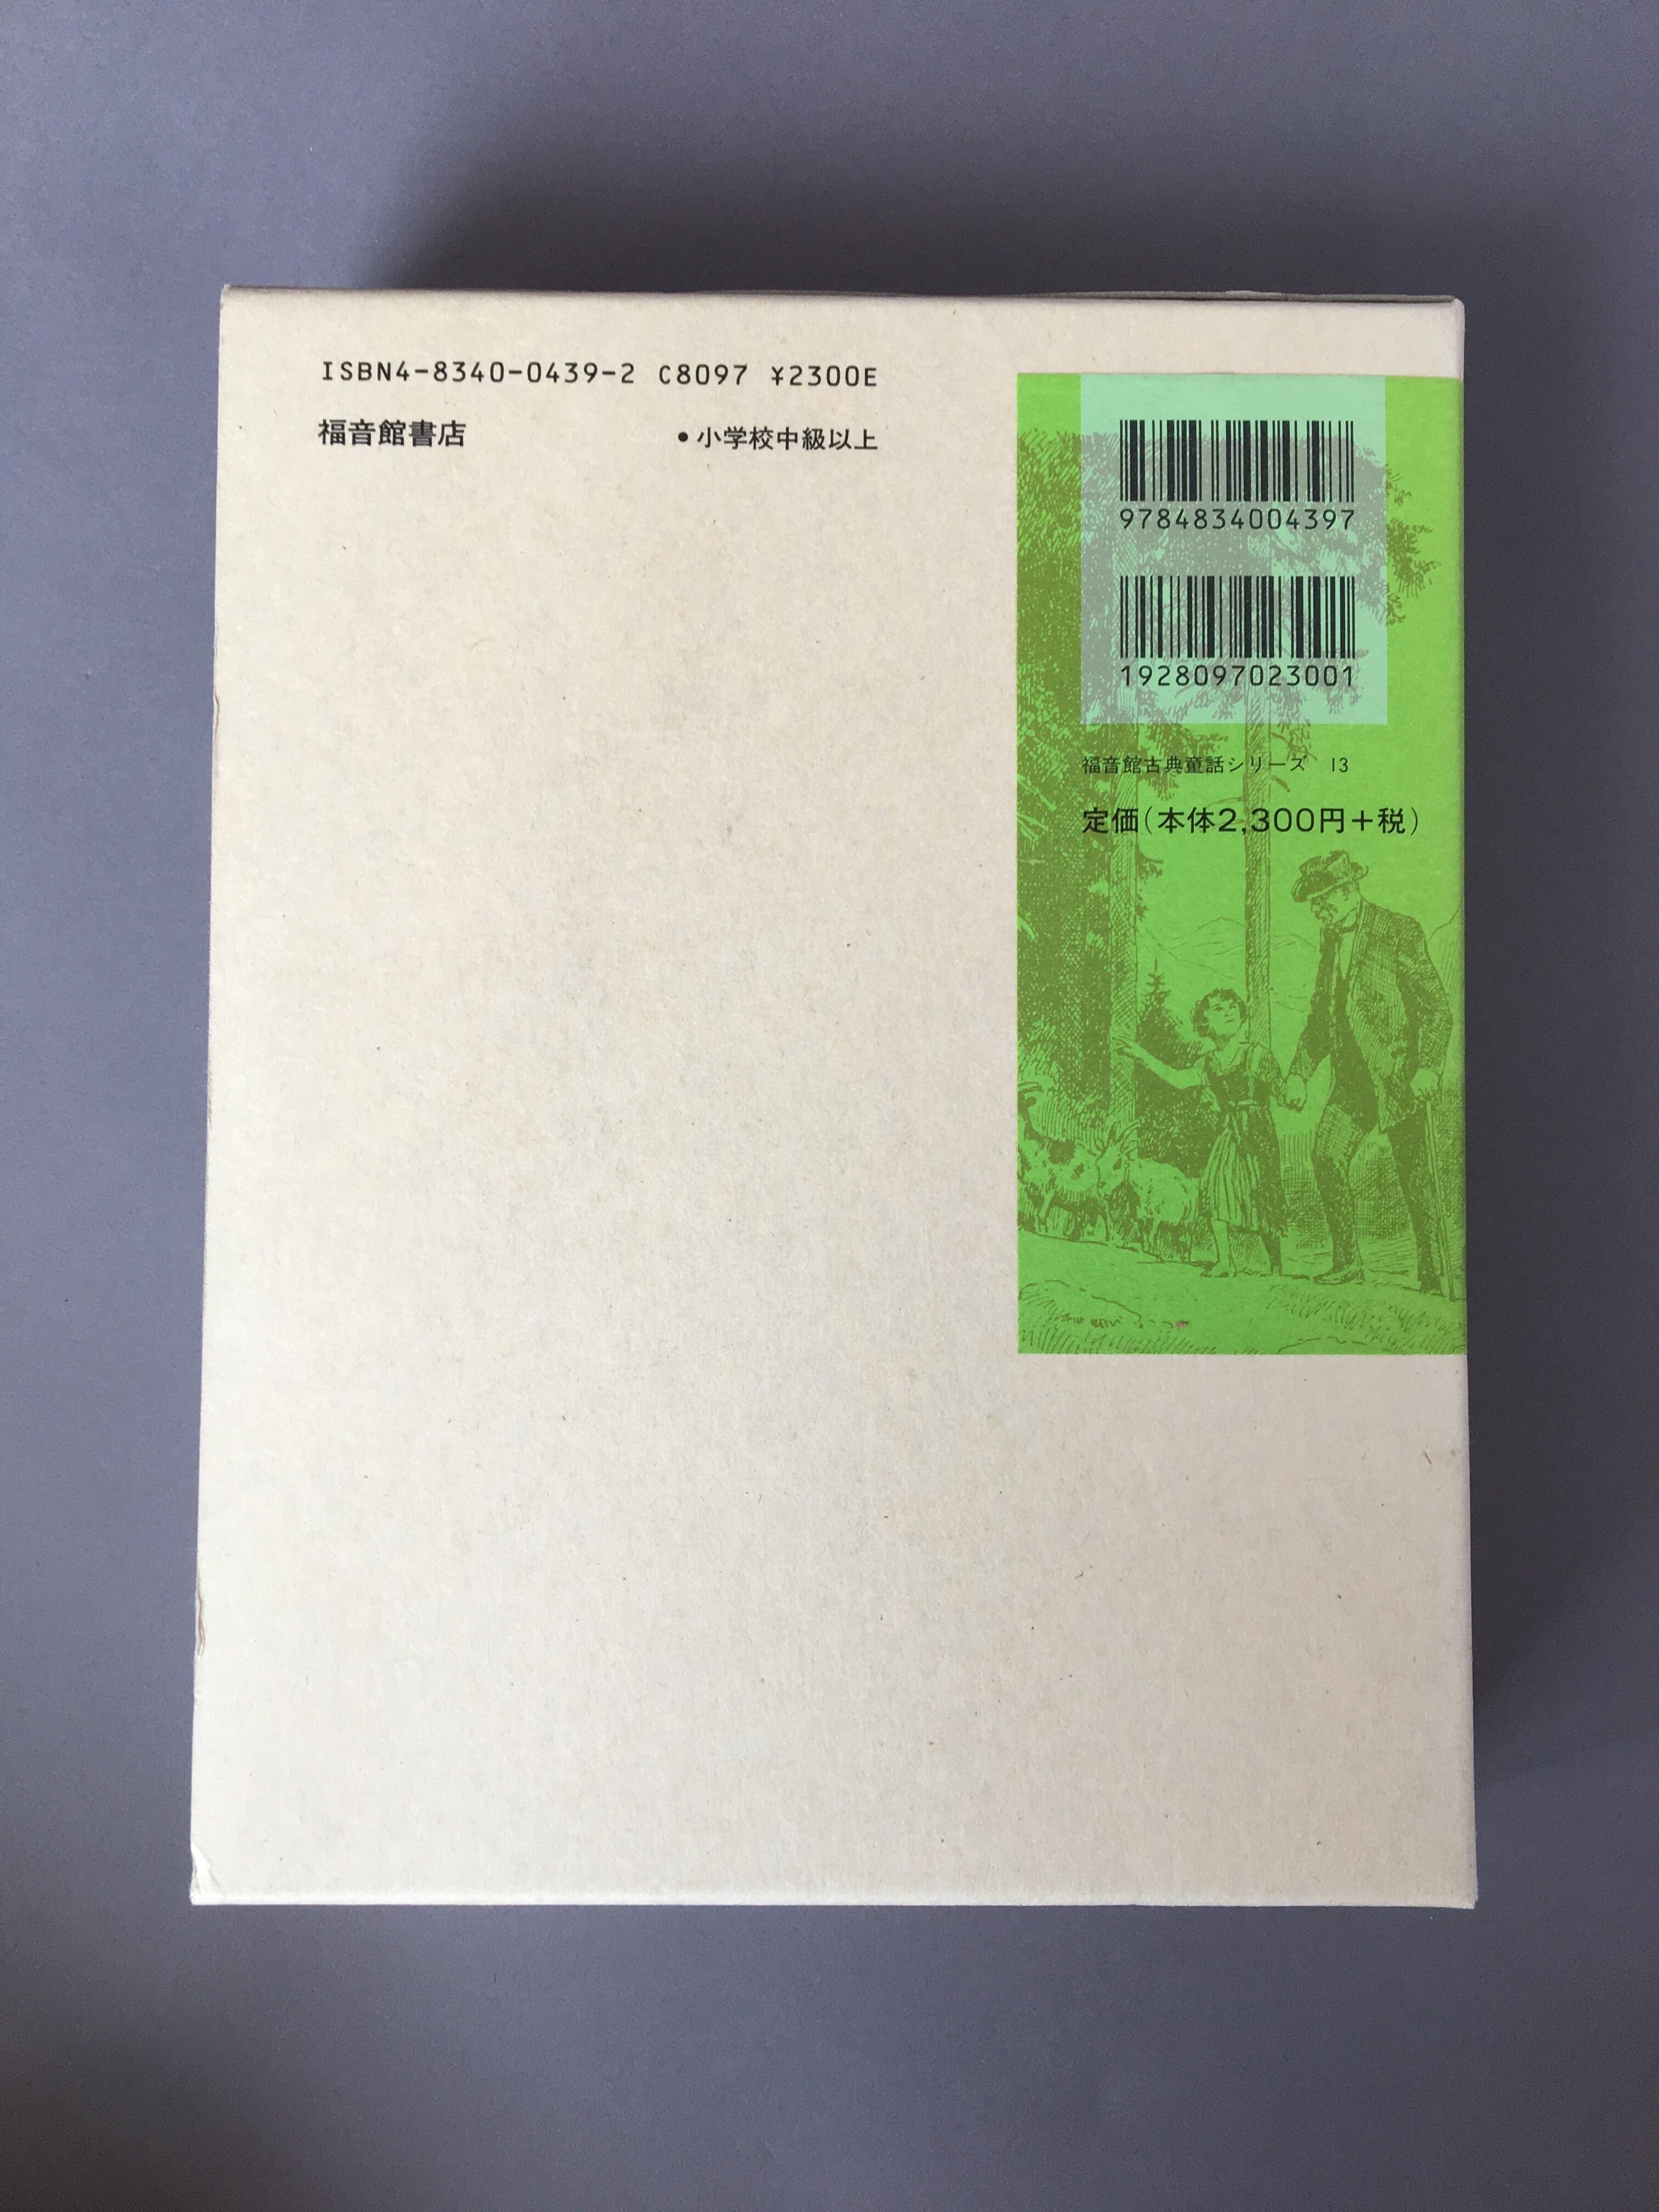 ISBN4-8340-0439-2 C8097 ¥2300E
福音館書店 ●小学校中級以上
9784834004397
1928097023001
福音館古典童話シリーズ 13
定価(本体2,300円+税)